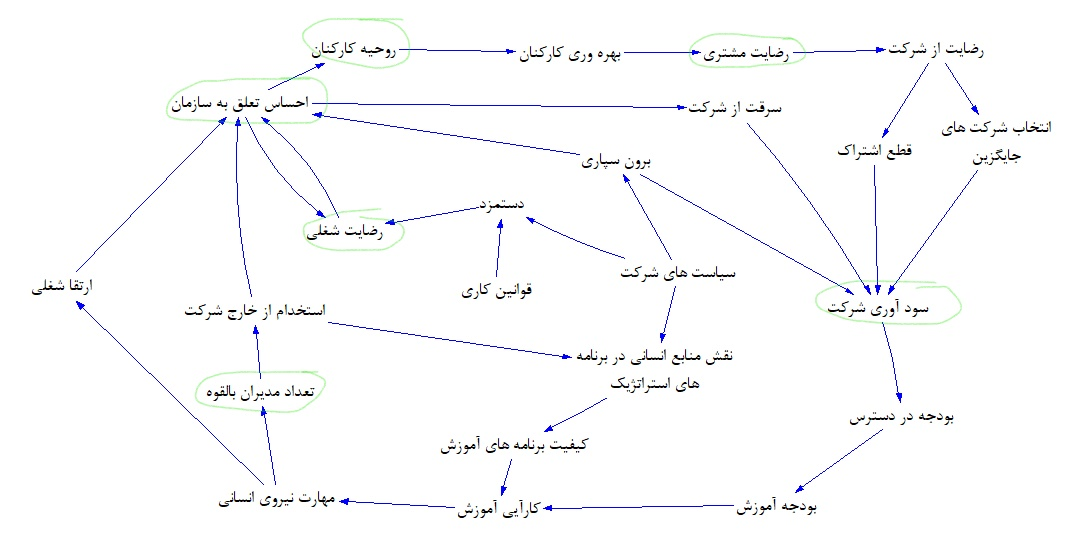 روحیه کارکنان
بهره وری کارکنان
رضایت مشتری
رضایت از شرکت
احساس تعلق به سازمان
سرقت از شرکت
انتخاب شرکت های
جایگزین
قطع اشتراک
برون سپاری
دستمزد
رضایت شغلی
سیاست های شرکت
قوانین کاری
ارتقا شغلی
استخدام از خارج شرکت
سود آوری شرکت
نقش منابع انسانی در برنامه
های استراتژیک
تعداد مدیران بالقوه
بودجه در دسترس
کیفیت برنامه های آموزش
مهارت نیروی انسانی
کارآیی آموزش
بودجه آموزش